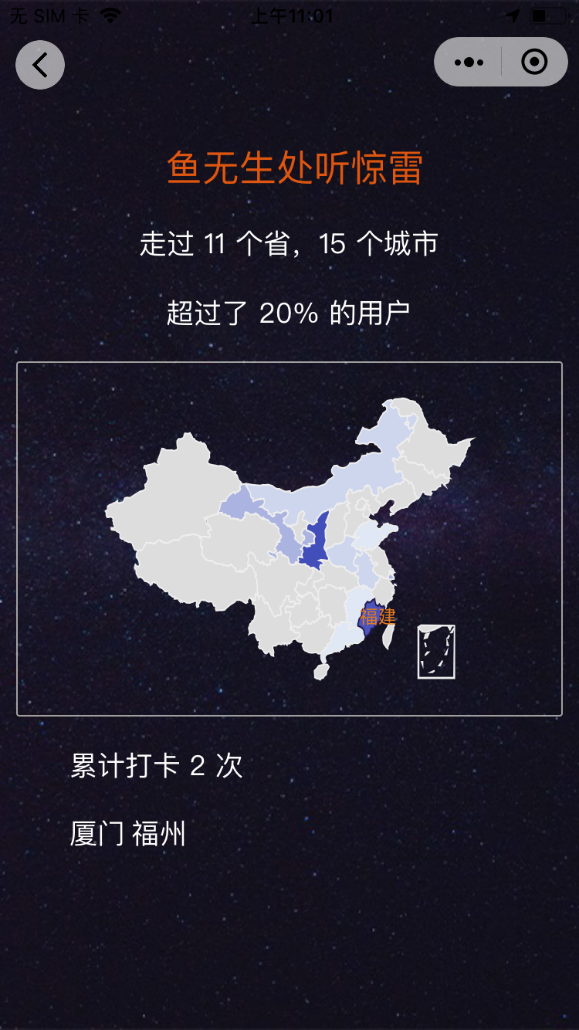 无 SIM 卡 上午11:01
鱼无生处听惊雷
走过 11 个省，15 个城市
超过了 20% 的用户
福建
累计打卡 2 次
厦门 福州